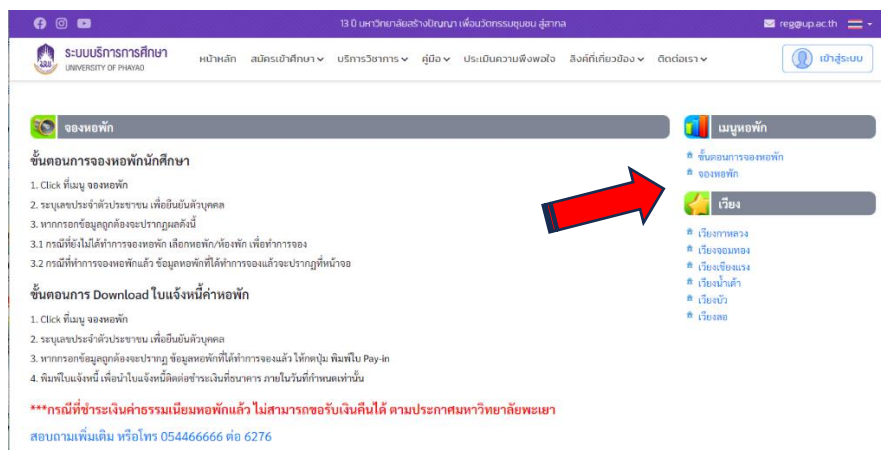 13 ปี มหาวิทยาลัยสร้างปัญญา เพื่อนวัตกรรมชุมชน สู่สากล
reg@up.ac.th
ระบบบริการการศึกษา
UNIVERSITY OF PHAYAO
หน้าหลัก สมัครเข้าศึกษา บริการวิชาการ คู่มือ ประเมินความพึงพอใจ ลิงค์ที่เกี่ยวข้อง ติดต่อเรา
เข้าสู่ระบบ
จองหอพัก
ขั้นตอนการจองหอพักนักศึกษา
1. Click ที่เมนู จองหอพัก
2. ระบุเลขประจำตัวประชาชน เพื่อยืนยันตัวบุคคล
3. หากกรอกข้อมูลถูกต้องจะปรากฏผลดังนี้
3.1 กรณีที่ยังไม่ได้ทำการจองหอพัก เลือกหอพัก/ห้องพัก เพื่อทำการจอง
3.2 กรณีที่ทำการจองหอพักแล้ว ข้อมูลหอพักที่ได้ทำการจองแล้วจะปรากฏที่หน้าจอ
ขั้นตอนการ Download ใบแจ้งหนี้ค่าหอพัก
1. Click ที่เมนู จองหอพัก
2. ระบุเลขประจำตัวประชาชน เพื่อยืนยันตัวบุคคล
3. หากกรอกข้อมูลถูกต้องจะปรากฏ ข้อมูลหอพักที่ได้ทำการจองแล้ว ให้กดปุ่ม พิมพ์ใบ Pay-in
4. พิมพ์ใบแจ้งหนี้ เพื่อนำใบแจ้งหนี้ติดต่อชำระเงินที่ธนาคาร ภายในวันที่กำหนดเท่านั้น
***กรณีที่ชำระเงินค่าธรรมเนียมหอพักแล้ว ไม่สามารถขอรับเงินคืนได้ ตามประกาศมหาวิทยาลัยพะเยา
สอบถามเพิ่มเติม หรือโทร 054466666 ต่อ 6276
เมนูหอพัก
ขั้นตอนการจองหอพัก
จองหอพัก
เวียง
เวียงกาหลวง
เวียงจอมทอง
เวียงเชียงแรง
เวียงน้ำเต้า
เวียงบัว
เวียงลอ